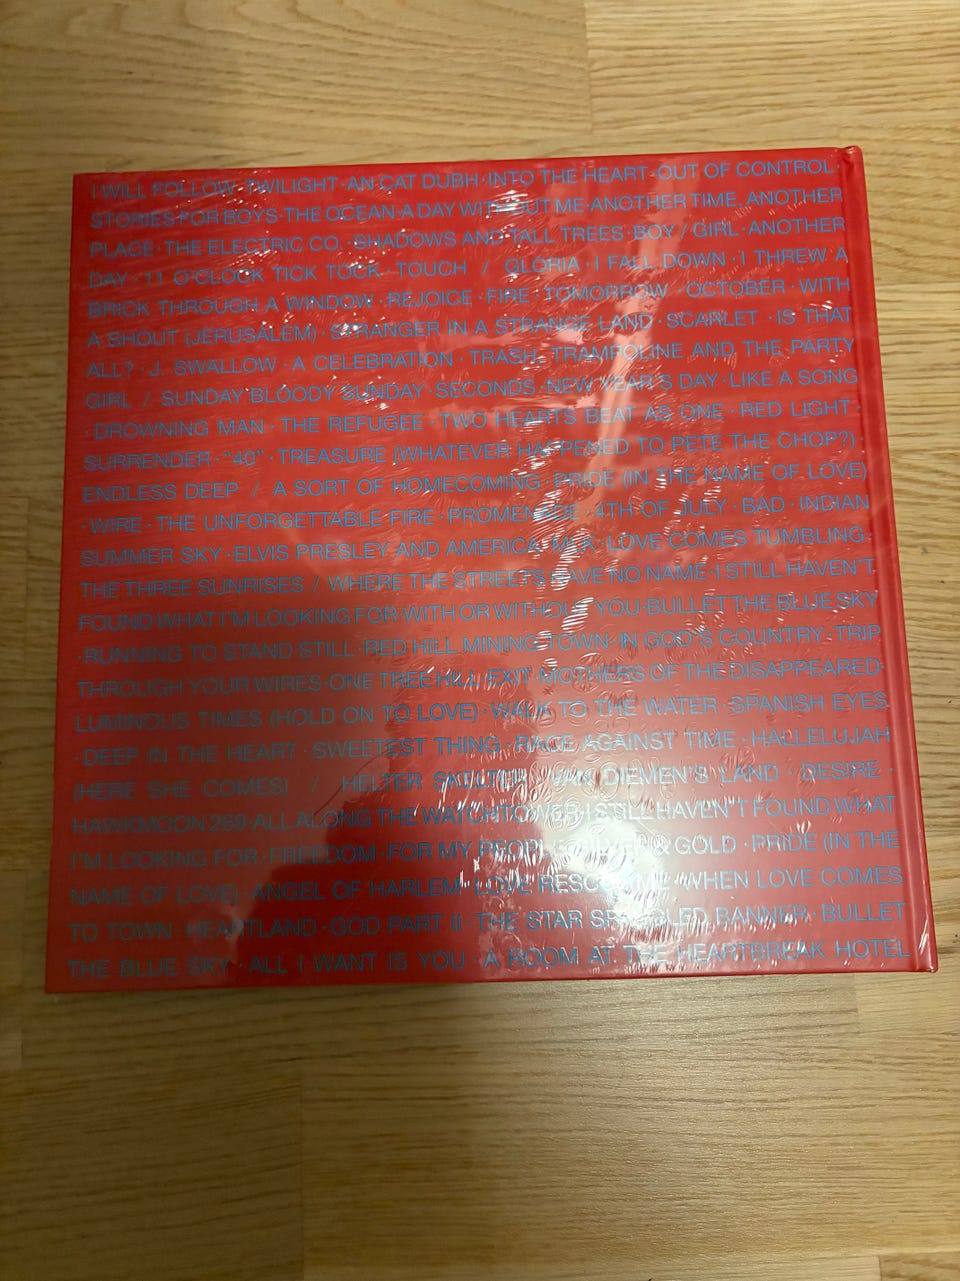 I WILL FOLLOW · TWILIGHT · AN CAT DUBH · INTO THE HEART · OUT OF CONTROL
STORIES FOR BOYS · THE OCEAN · A DAY WITHOUT ME · ANOTHER TIME, ANOTHER
PLACE · THE ELECTRIC CO. · SHADOWS AND TALL TREES · BOY / GIRL · ANOTHER
DAY · 11 O'CLOCK TICK TOCK · TOUCH / GLORIA · I FALL DOWN · I THREW A
BRICK THROUGH A WINDOW · REJOICE · FIRE · TOMORROW · OCTOBER · WITH
A SHOUT (JERUSALEM) · STRANGER IN A STRANGE LAND · SCARLET · IS THAT
ALL? · J. SWALLOW · A CELEBRATION · TRASH, TRAMPOLINE AND THE PARTY
GIRL / SUNDAY BLOODY SUNDAY · SECONDS · NEW YEAR'S DAY · LIKE A SONG
· DROWNING MAN · THE REFUGEE · TWO HEARTS BEAT AS ONE · RED LIGHT ·
SURRENDER · "40" · TREASURE (WHATEVER HAPPENED TO PETE THE CHOP?) ·
ENDLESS DEEP / A SORT OF HOMECOMING · PRIDE (IN THE NAME OF LOVE)
· WIRE · THE UNFORGETTABLE FIRE · PROMENADE · 4TH OF JULY · BAD · INDIAN
SUMMER SKY · ELVIS PRESLEY AND AMERICA · MLK · LOVE COMES TUMBLING ·
THE THREE SUNRISES / WHERE THE STREETS HAVE NO NAME · I STILL HAVEN'T
FOUND WHAT I'M LOOKING FOR · WITH OR WITHOUT YOU · BULLET THE BLUE SKY
· RUNNING TO STAND STILL · RED HILL MINING TOWN · IN GOD'S COUNTRY · TRIP
THROUGH YOUR WIRES · ONE TREE HILL · EXIT · MOTHERS OF THE DISAPPEARED ·
LUMINOUS TIMES (HOLD ON TO LOVE) · WALK TO THE WATER · SPANISH EYES
· DEEP IN THE HEART · SWEETEST THING · RACE AGAINST TIME · HALLELUJAH
(HERE SHE COMES) / HELTER SKELTER · VAN DIEMEN'S LAND · DESIRE ·
HAWKMOON 269 · ALL ALONG THE WATCHTOWER · I STILL HAVEN'T FOUND WHAT
I'M LOOKING FOR · FREEDOM · FOR MY PEOPLE · SILVER & GOLD · PRIDE (IN THE
NAME OF LOVE) · ANGEL OF HARLEM · LOVE RESCUE ME · WHEN LOVE COMES
TO TOWN · HEARTLAND · GOD PART II · THE STAR SPANGLED BANNER · BULLET
THE BLUE SKY · ALL I WANT IS YOU · A ROOM AT THE HEARTBREAK HOTEL